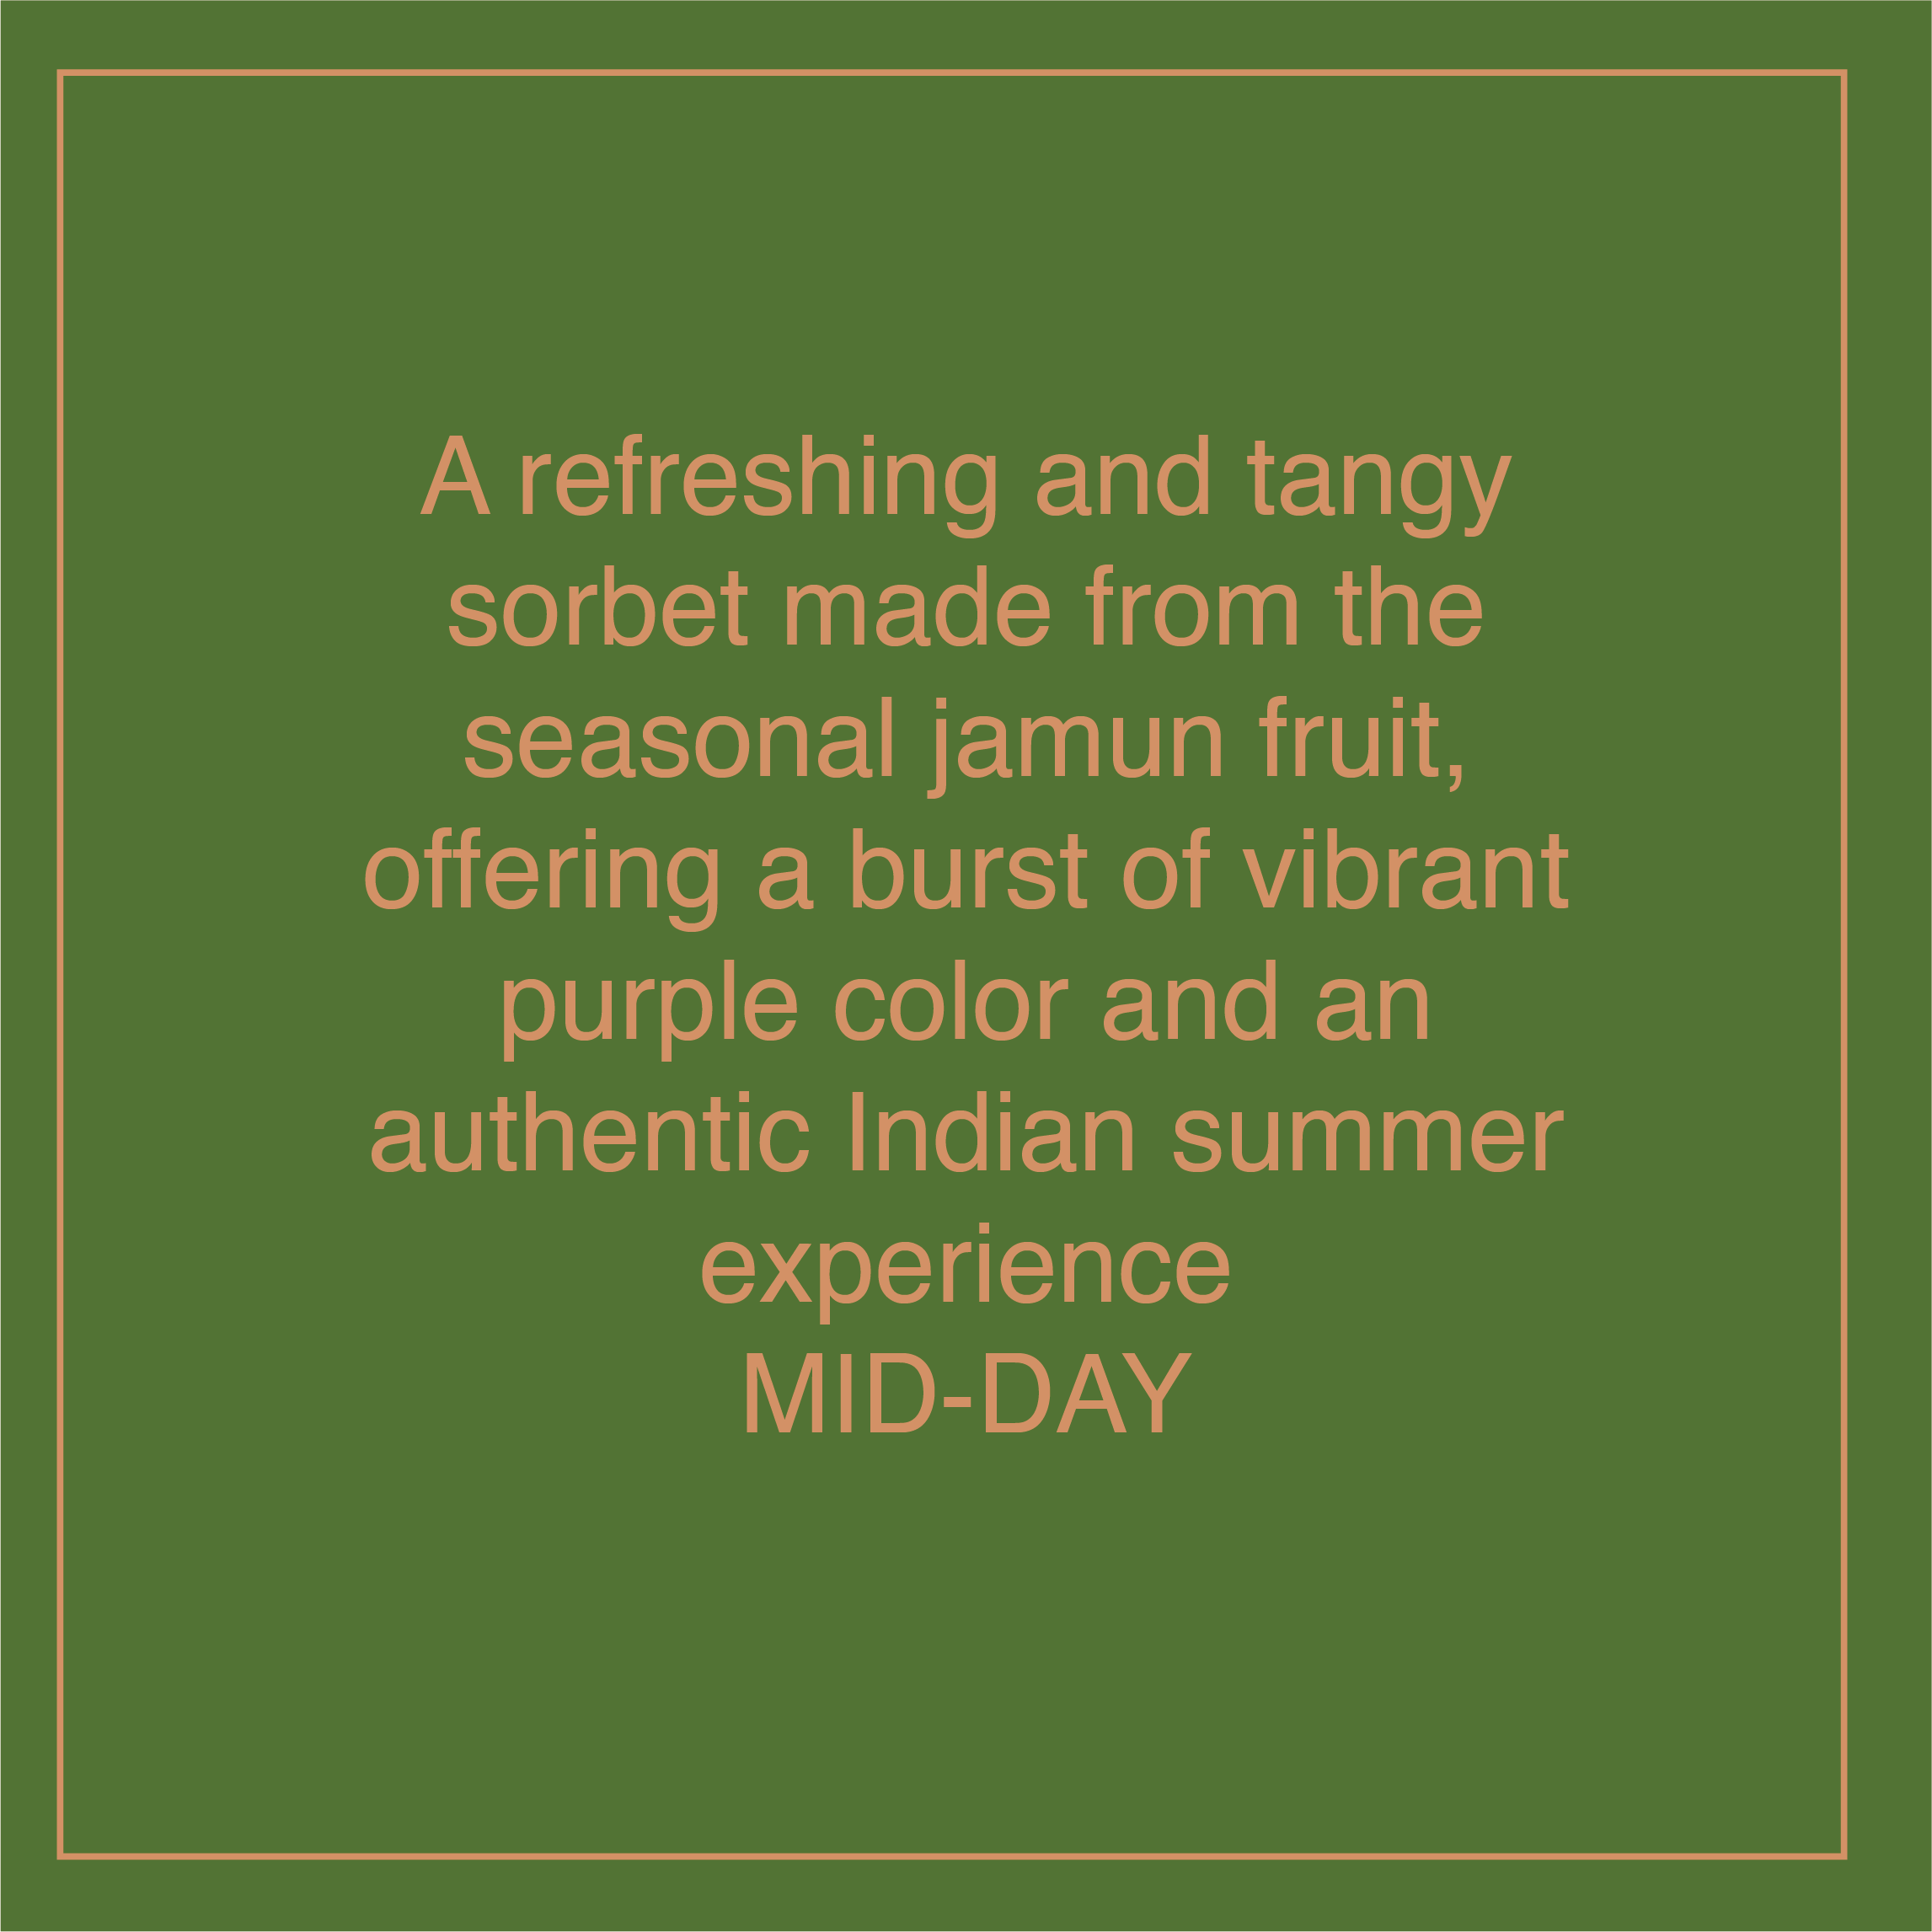 A refreshing and tangy
sorbet made from the
seasonal jamun fruit,
offering a burst of vibrant
purple color and an
authentic Indian summer
experience
MID-DAY